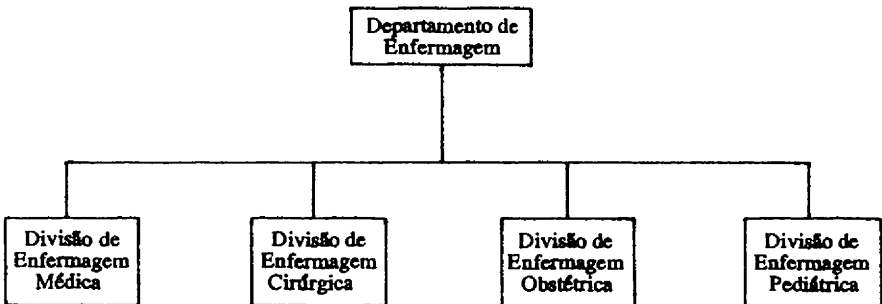 Departamento de
Enfermagem
Divisão de
Enfermagem
Médica
Divisão de
Enfermagem
Cirúrgica
Divisão de
Enfermagem
Obstétrica
Divisão de
Enfermagem
Pediátrica